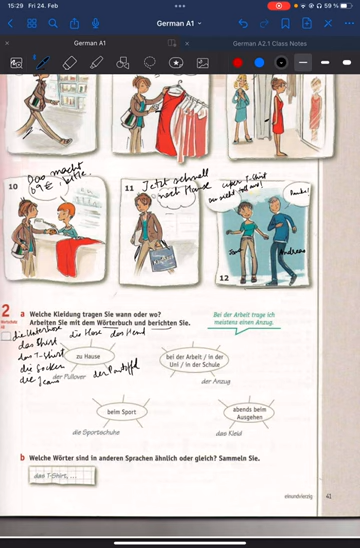 15:29 Fri 24. Feb
59 %
German A1
German A1
German A2.1 Class Notes
10
Das macht
69 €, bitte
11
Jetzt schnell
nach Hause
super T-Shirt
Danke!
Andreas
12
2
a Welche Kleidung tragen Sie wann oder wo?
Arbeiten Sie mit dem Wörterbuch und berichten Sie.
Bei der Arbeit trage ich
meistens einen Anzug.
die Unterhose
die Hose
das Hemd
das Shirt
das T-Shirt
die Socken
die Jeans
zu Hause
der Pullover
der Pantoffel
bei der Arbeit / in der
Uni / in der Schule
der Anzug
beim Sport
die Sportschuhe
abends beim
Ausgehen
das Kleid
b Welche Wörter sind in anderen Sprachen ähnlich oder gleich? Sammeln Sie.
das T-Shirt, ...
einundvierzig
41